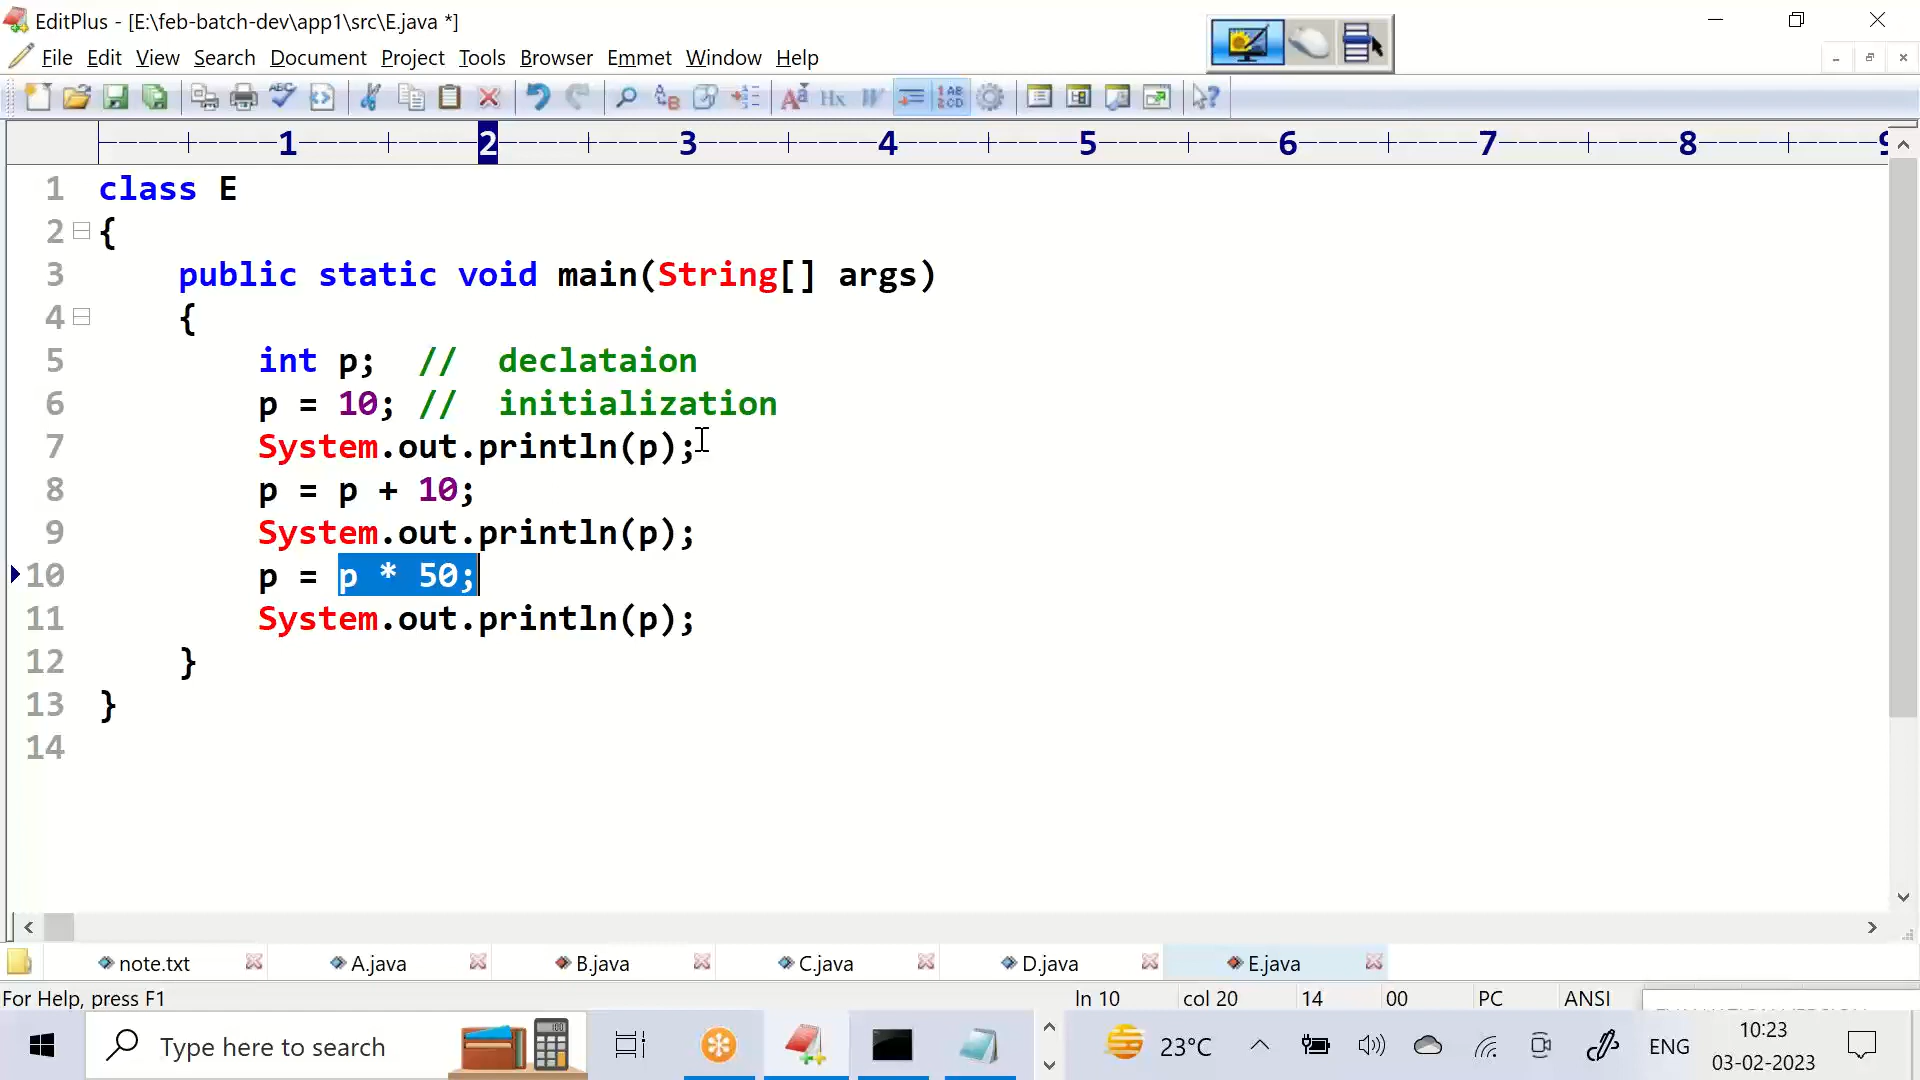 EditPlus - [E:\feb-batch-dev\app1\src\E.java *]
File Edit View Search Document Project Tools Browser Emmet Window Help
1 2 3 4 5 6 7 8 9
1 class E
2 {
3 public static void main(String[] args)
4 {
5 int p; // declataion
6 p = 10; // initialization
7 System.out.println(p);
8 p = p + 10;
9 System.out.println(p);
10 p = p * 50;
11 System.out.println(p);
12 }
13 }
14
note.txt A.java B.java C.java D.java E.java
For Help, press F1 ln 10 col 20 14 00 PC ANSI
Type here to search 23°C ENG 10:23
03-02-2023